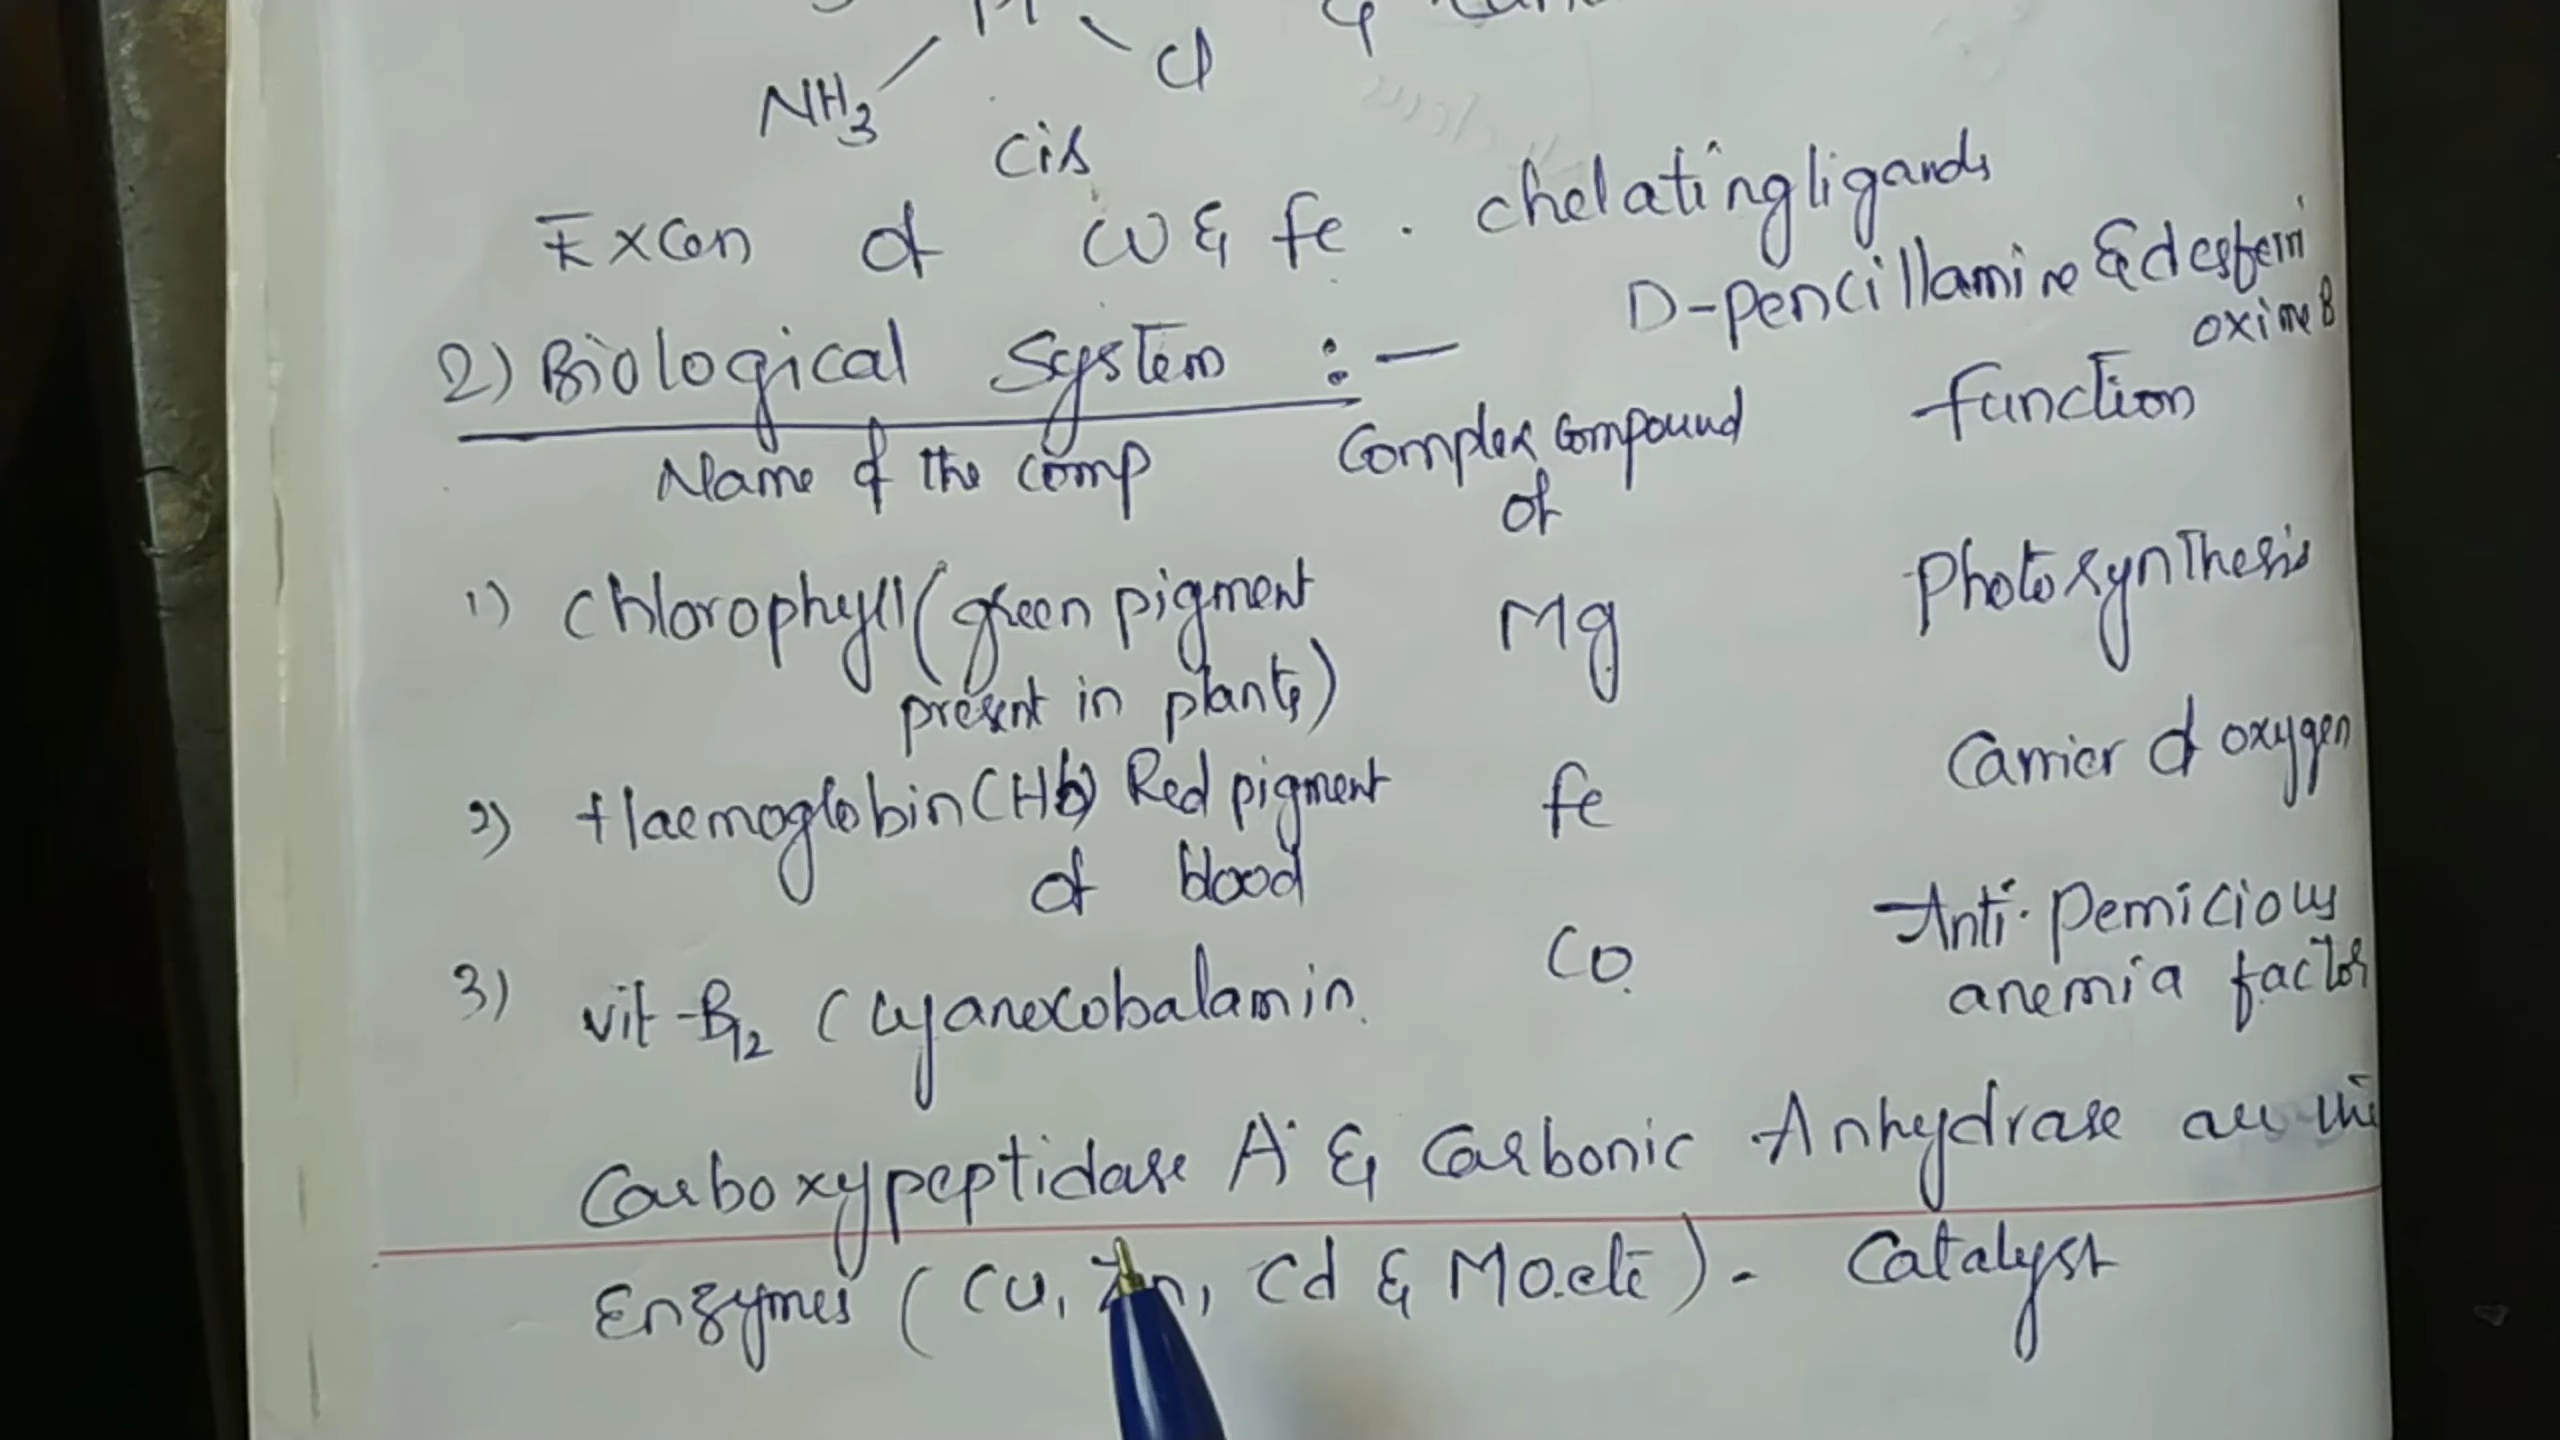 NH3 Cl
cis
Excen of Cu & Fe. chelating ligands
D-pencillamine & desferri
oxime B
2) Biological System :-
Name of the comp Complex compound of function
1) Chlorophyll (green pigment present in plants) Mg Photosynthesis
2) Haemoglobin (Hb) Red pigment of blood Fe Carrier of oxygen
3) vit-B12 (Cyanocobalamin. Co. Anti-pernicious anemia factor
Carboxypeptidase A & Carbonic Anhydrase are the
Enzymes (Cu, Zn, Cd & Mo.etc) - Catalyst